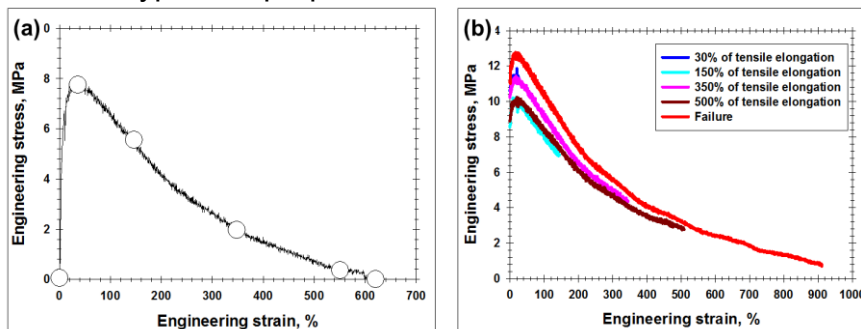 (a)
Engineering stress, MPa
0
8
6
4
2
0
0 100 200 300 400 500 600 700
Engineering strain, %
(b)
Engineering stress, MPa
14
12
10
8
6
4
2
0
30% of tensile elongation
150% of tensile elongation
350% of tensile elongation
500% of tensile elongation
Failure
0 100 200 300 400 500 600 700 800 900 1000
Engineering strain, %